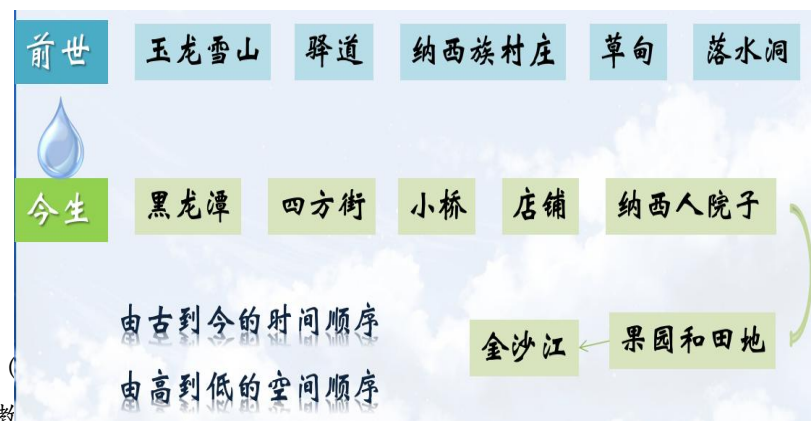 前世 玉龙雪山 驿道 纳西族村庄 草甸 落水洞
今生 黑龙潭 四方街 小桥 店铺 纳西人院子
由古到今的时间顺序
金沙江 果园和田地
由高到低的空间顺序
(
教